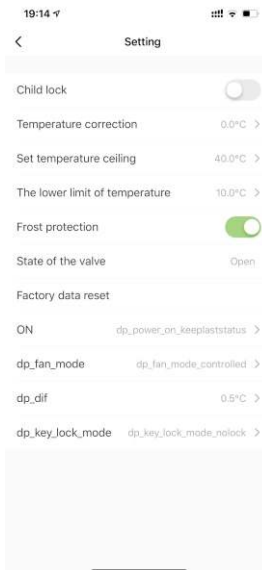 19:14
Setting
Child lock
Temperature correction 0.0°C
Set temperature ceiling 40.0°C
The lower limit of temperature 10.0°C
Frost protection
State of the valve Open
Factory data reset
ON dp_power_on_keeplaststatus
dp_fan_mode dp_fan_mode_controlled
dp_dif 0.5°C
dp_key_lock_mode dp_key_lock_mode_nolock